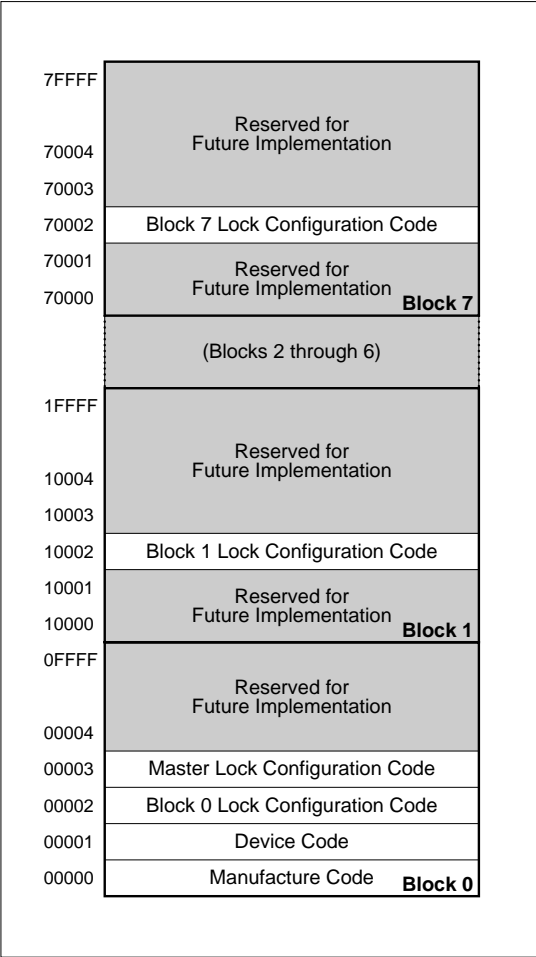 7FFFF
Reserved for
Future Implementation
70004
70003
70002 Block 7 Lock Configuration Code
70001
Reserved for
Future Implementation
70000
Block 7
(Blocks 2 through 6)
1FFFF
Reserved for
Future Implementation
10004
10003
10002 Block 1 Lock Configuration Code
10001
Reserved for
Future Implementation
10000
Block 1
0FFFF
Reserved for
Future Implementation
00004
00003 Master Lock Configuration Code
00002 Block 0 Lock Configuration Code
00001 Device Code
00000 Manufacture Code Block 0